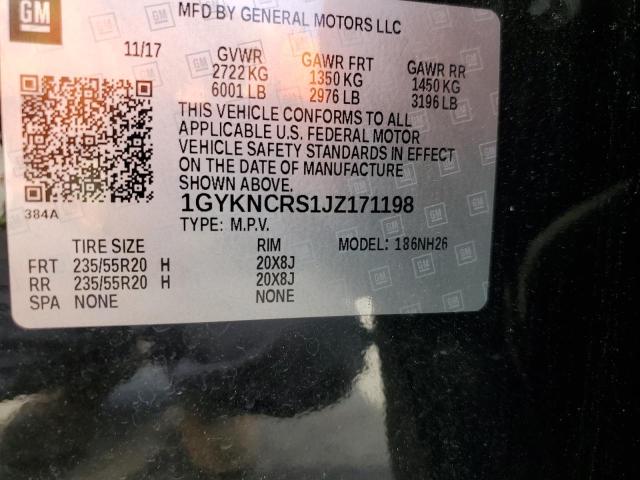 GM
MFD BY GENERAL MOTORS LLC
11/17 GVWR GAWR FRT GAWR RR
2722 KG 1350 KG 1450 KG
6001 LB 2976 LB 3196 LB
THIS VEHICLE CONFORMS TO ALL
APPLICABLE U.S. FEDERAL MOTOR
VEHICLE SAFETY STANDARDS IN EFFECT
ON THE DATE OF MANUFACTURE
SHOWN ABOVE.
384A
1GYKNCRS1JZ171198
TYPE: M.P.V.
TIRE SIZE RIM MODEL: 186NH26
FRT 235/55R20 H 20X8J
RR 235/55R20 H 20X8J
SPA NONE NONE